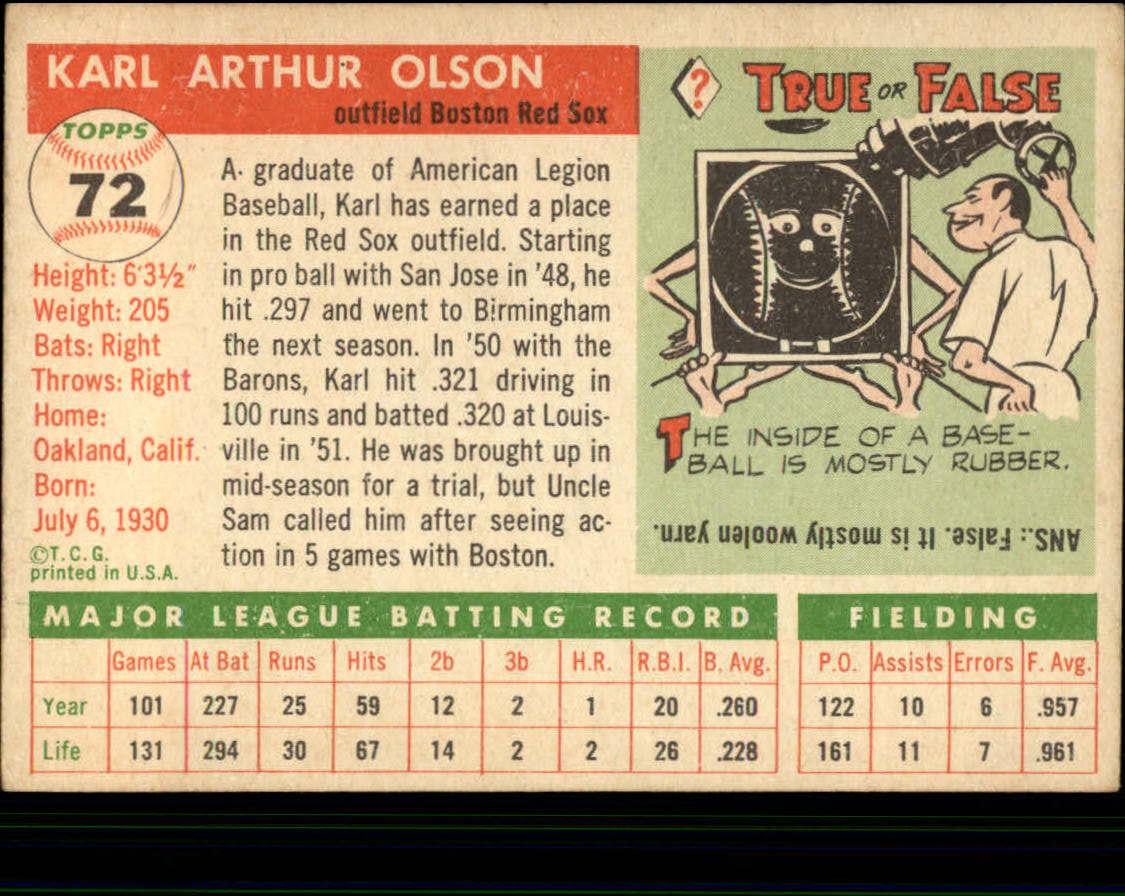 KARL ARTHUR OLSON
outfield Boston Red Sox
TOPPS
72
Height: 6'3½"
Weight: 205
Bats: Right
Throws: Right
Home:
Oakland, Calif.
Born:
July 6, 1930
©T.C.G.
printed in U.S.A.
A graduate of American Legion
Baseball, Karl has earned a place
in the Red Sox outfield. Starting
in pro ball with San Jose in '48, he
hit .297 and went to Birmingham
the next season. In '50 with the
Barons, Karl hit .321 driving in
100 runs and batted .320 at Louis-
ville in '51. He was brought up in
mid-season for a trial, but Uncle
Sam called him after seeing ac-
tion in 5 games with Boston.
? TRUE OR FALSE
THE INSIDE OF A BASE-
BALL IS MOSTLY RUBBER.
ANS.: False. It is mostly woolen yarn.
MAJOR LEAGUE BATTING RECORD
Games At Bat Runs Hits 2b 3b H.R. R.B.I. B. Avg.
Year 101 227 25 59 12 2 1 20 .260
Life 131 294 30 67 14 2 2 26 .228
FIELDING
P.O. Assists Errors F. Avg.
122 10 6 .957
161 11 7 .961